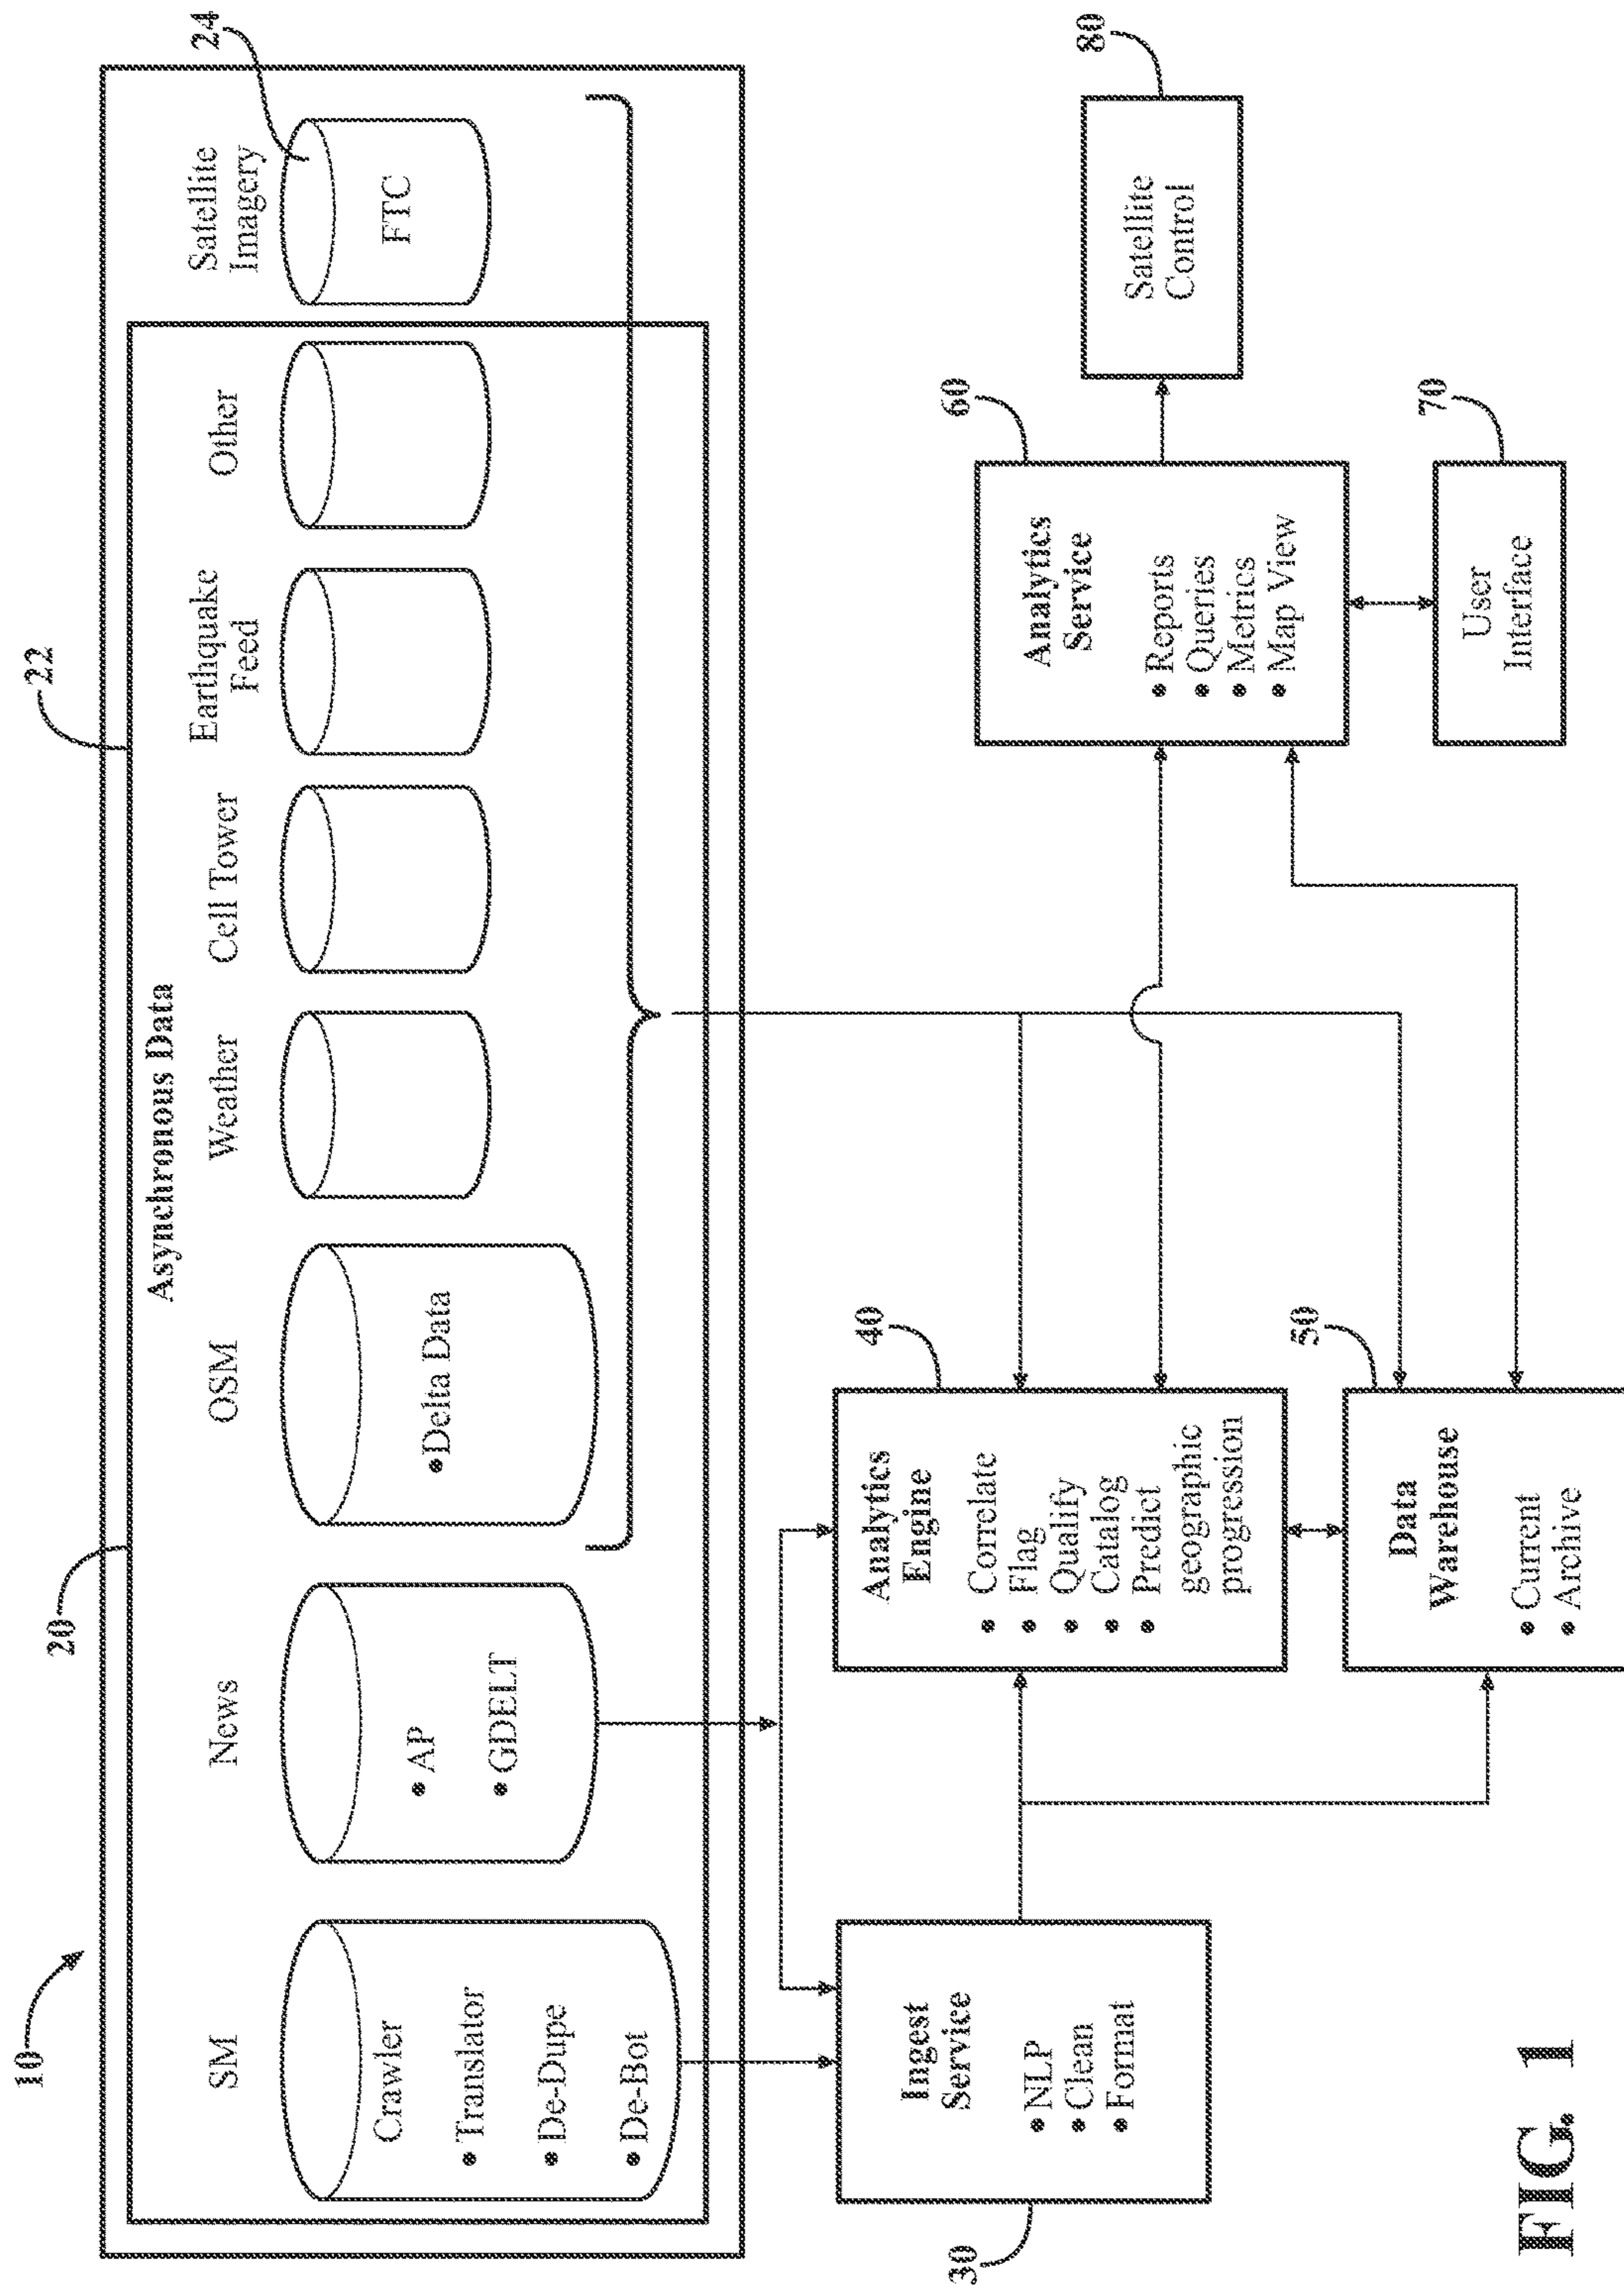 10
20
22
24
Asynchronous Data
SM
Crawler
• Translator
• De-Dupe
• De-Bot
News
• AP
• GDELT
OSM
• Delta Data
Weather
Cell Tower
Earthquake
Feed
Other
Satellite
Imagery
FTC
30
Ingest
Service
• NLP
• Clean
• Format
40
Analytics
Engine
• Correlate
• Flag
• Qualify
• Catalog
• Predict
geographic
progression
50
Data
Warehouse
• Current
• Archive
60
Analytics
Service
• Reports
• Queries
• Metrics
• Map View
70
User
Interface
80
Satellite
Control
FIG. 1